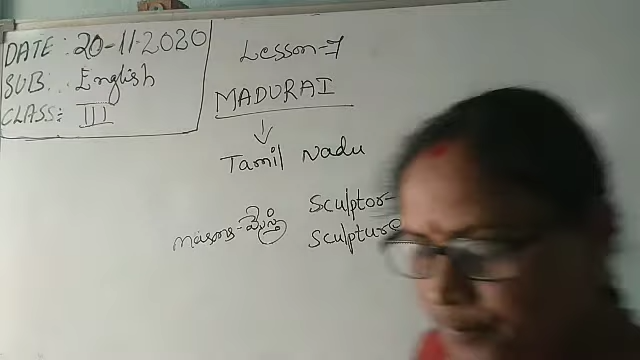 DATE : 20-11-2020
SUB: . English
CLASS: III
Lesson-7
MADURAI
Tamil Nadu
masons- మేస్త్రి
Sculptor-
Sculpture